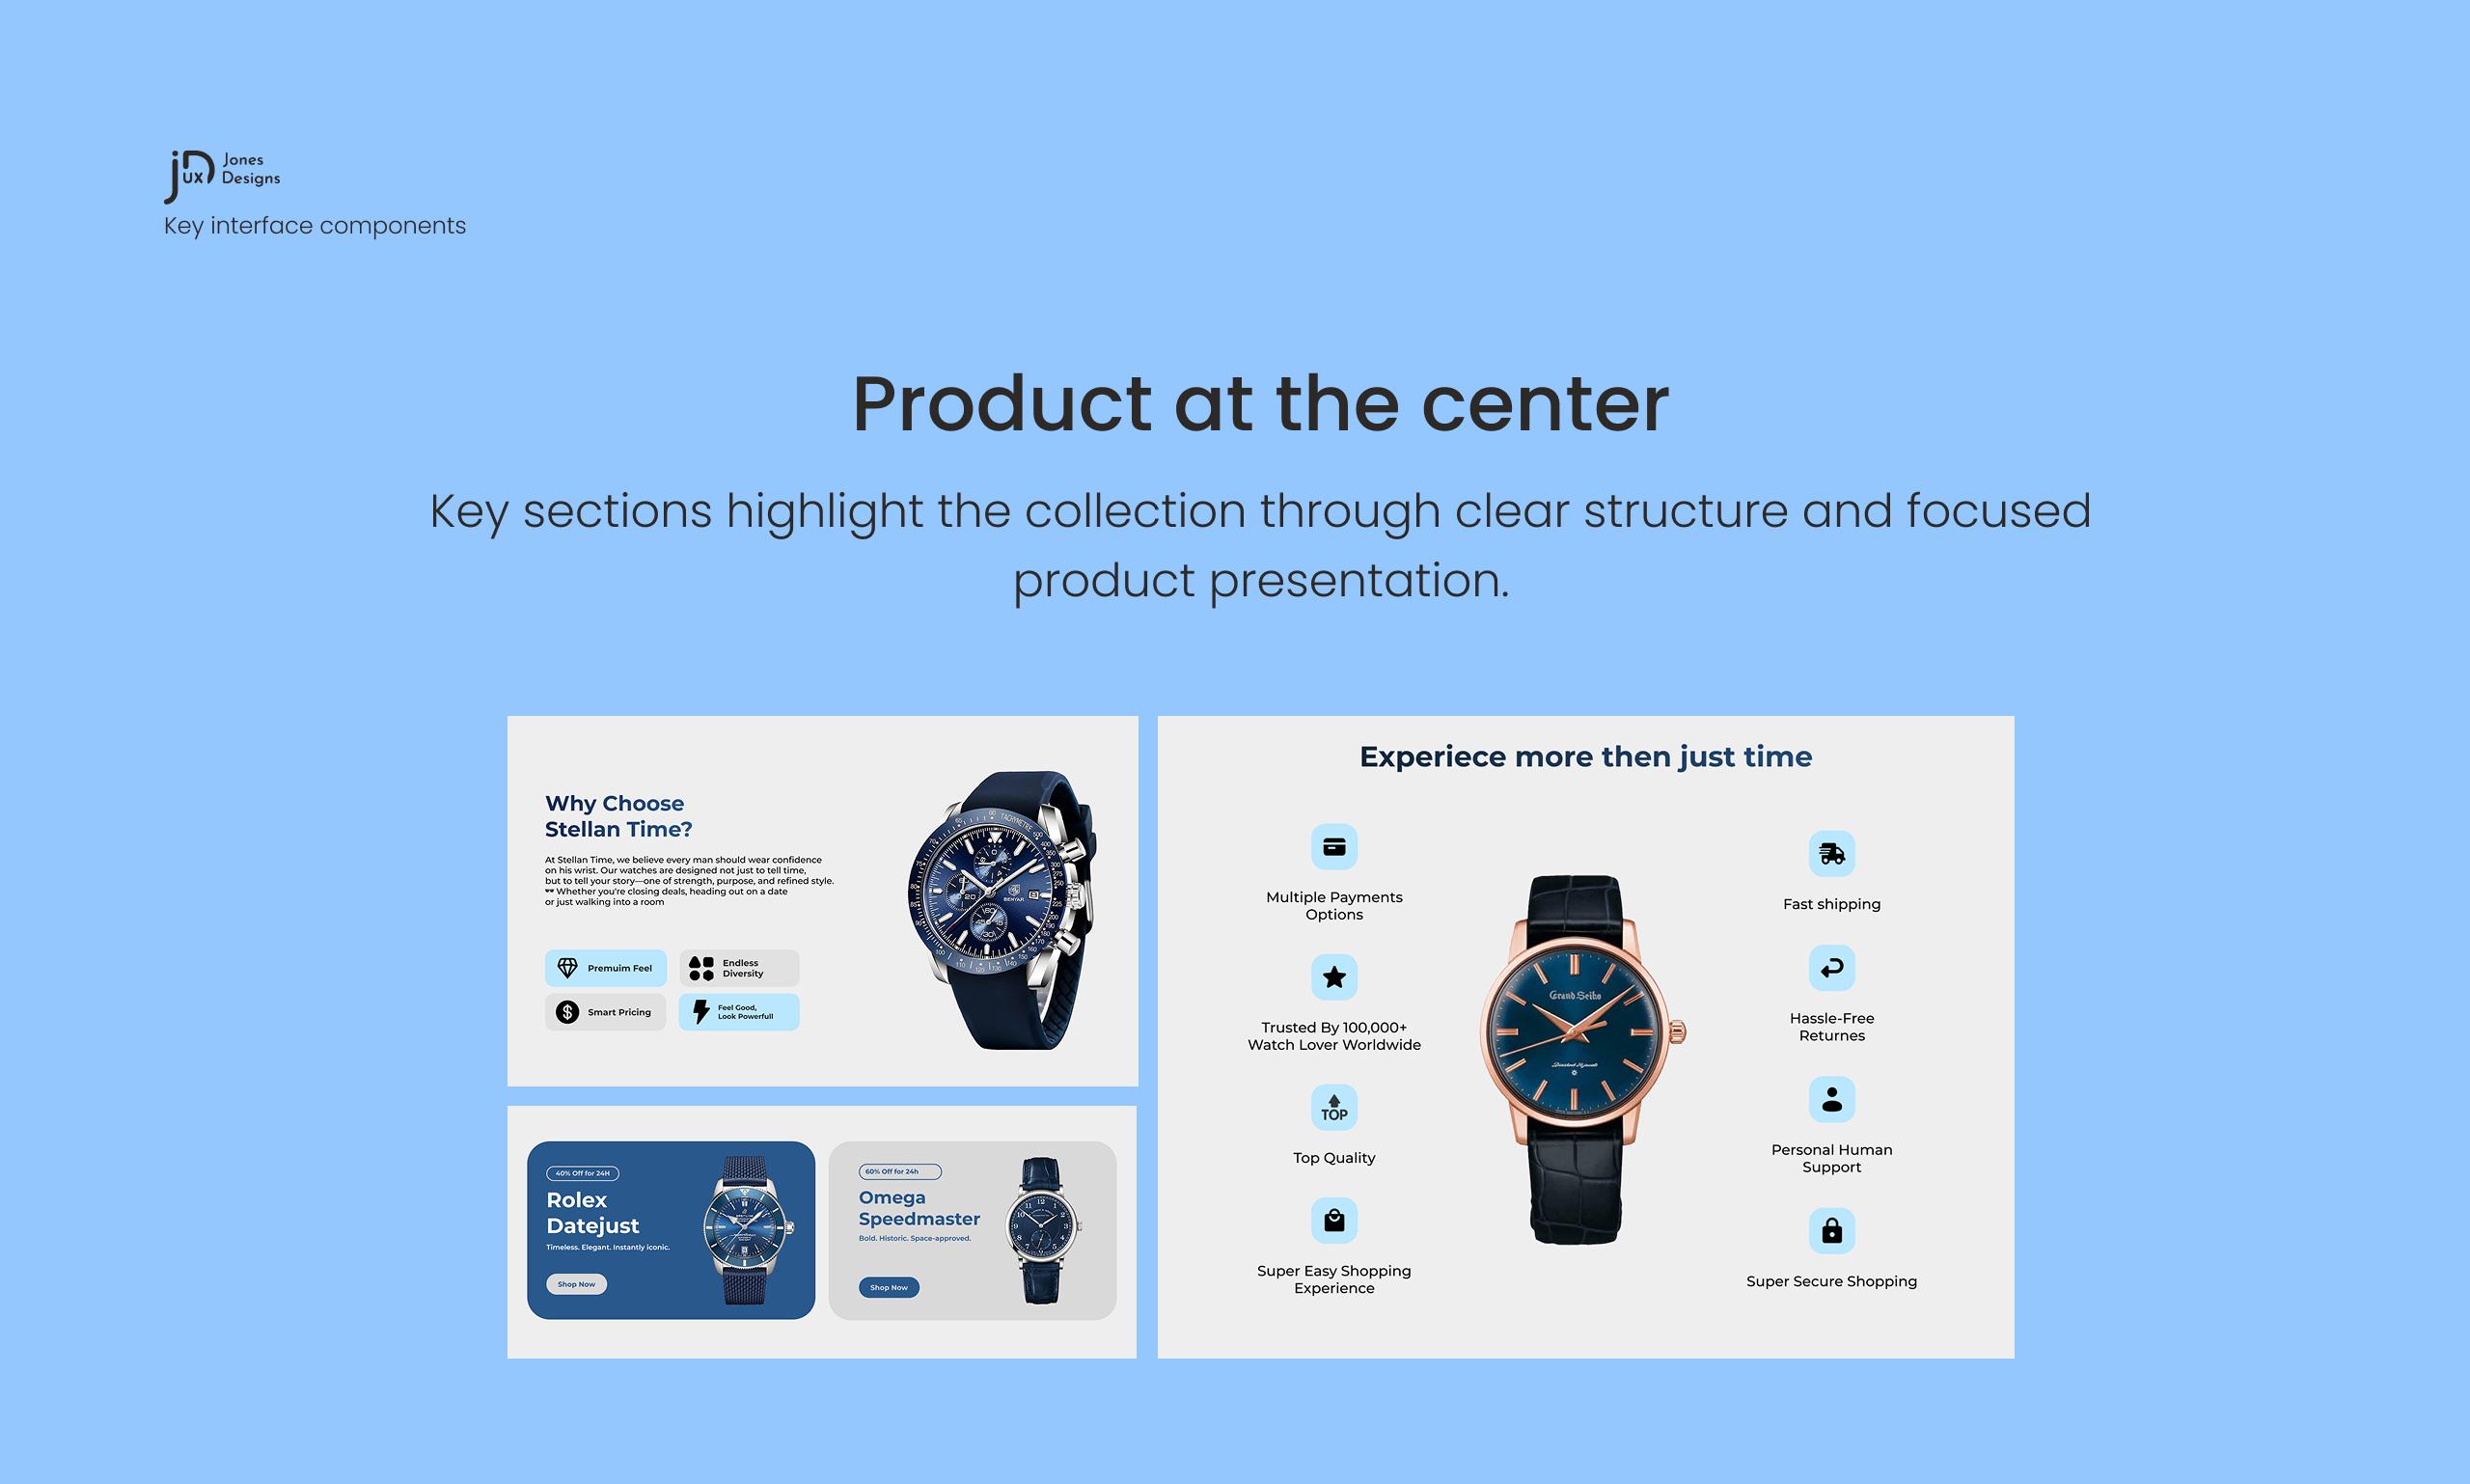 Jones
Designs
UX
Key interface components
Product at the center
Key sections highlight the collection through clear structure and focused
product presentation.
Why Choose
Stellan Time?
At Stellan Time, we believe every man should wear confidence
on his wrist. Our watches are designed not just to tell time,
but to tell your story—one of strength, purpose, and refined style.
🕶 Whether you're closing deals, heading out on a date
or just walking into a room
Premuim Feel
Endless
Diversity
Smart Pricing
Feel Good,
Look Powerfull
TACHYMETRE
BENYAR
40% Off for 24H
Rolex
Datejust
Timeless. Elegant. Instantly iconic.
Shop Now
60% Off for 24h
Omega
Speedmaster
Bold. Historic. Space-approved.
Shop Now
Experiece more then just time
Multiple Payments
Options
Trusted By 100,000+
Watch Lover Worldwide
TOP
Top Quality
Super Easy Shopping
Experience
Grand Seiko
Fast shipping
Hassle-Free
Returnes
Personal Human
Support
Super Secure Shopping